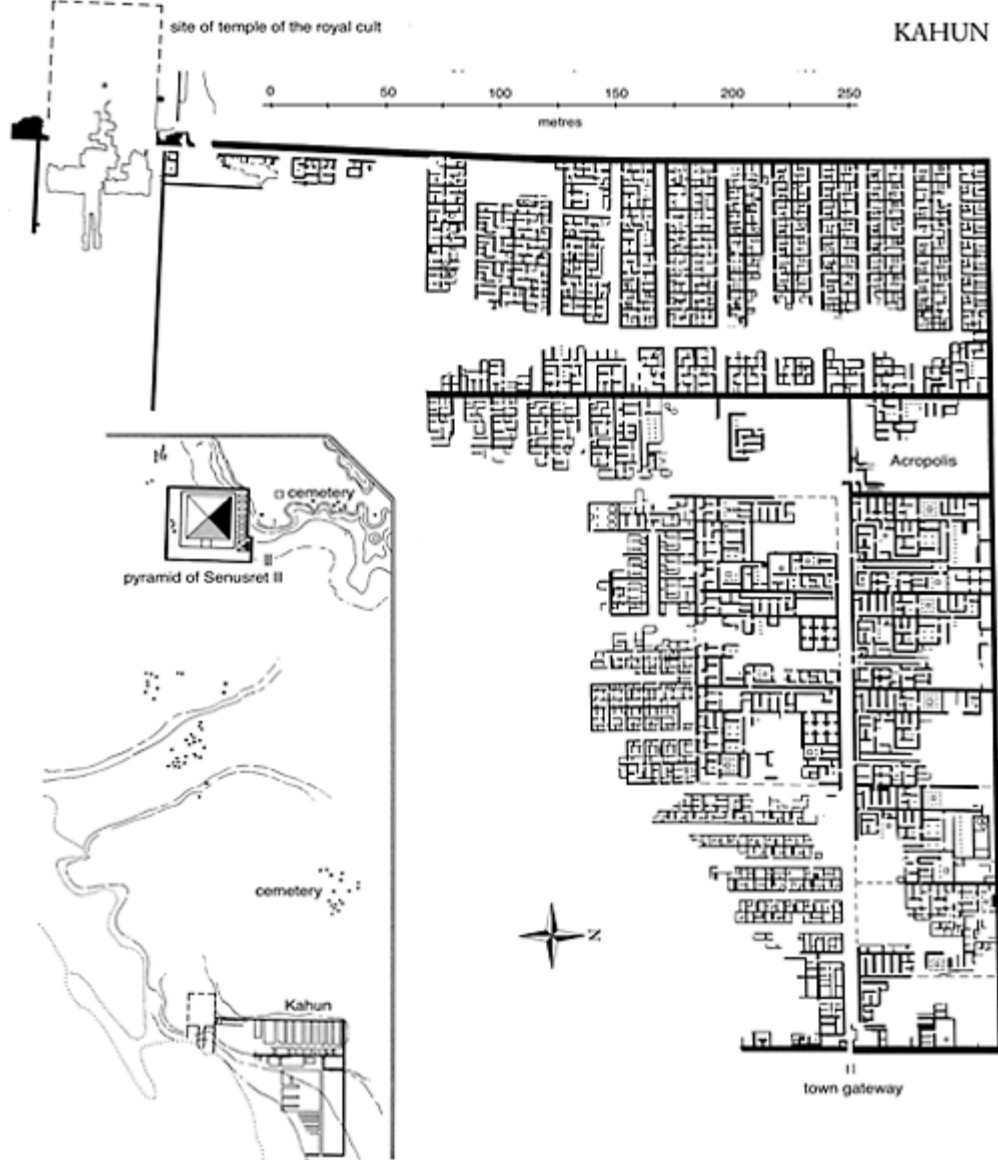 site of temple of the royal cult
KAHUN
0 50 100 150 200 250
metres
Acropolis
cemetery
pyramid of Senusret II
cemetery
N
Kahun
town gateway